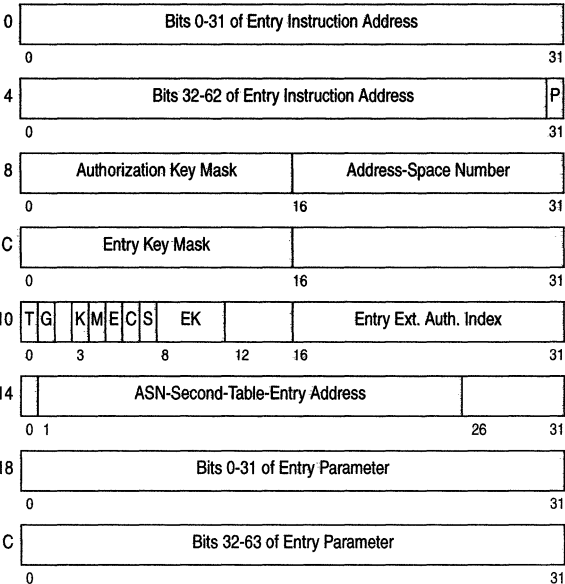 0 Bits 0-31 of Entry Instruction Address
0 31
4 Bits 32-62 of Entry Instruction Address P
0 31
8 Authorization Key Mask Address-Space Number
0 16 31
C Entry Key Mask
0 16 31
10 T G K M E C S EK Entry Ext. Auth. Index
0 3 8 12 16 31
14 ASN-Second-Table-Entry Address
0 1 26 31
18 Bits 0-31 of Entry Parameter
0 31
C Bits 32-63 of Entry Parameter
0 31